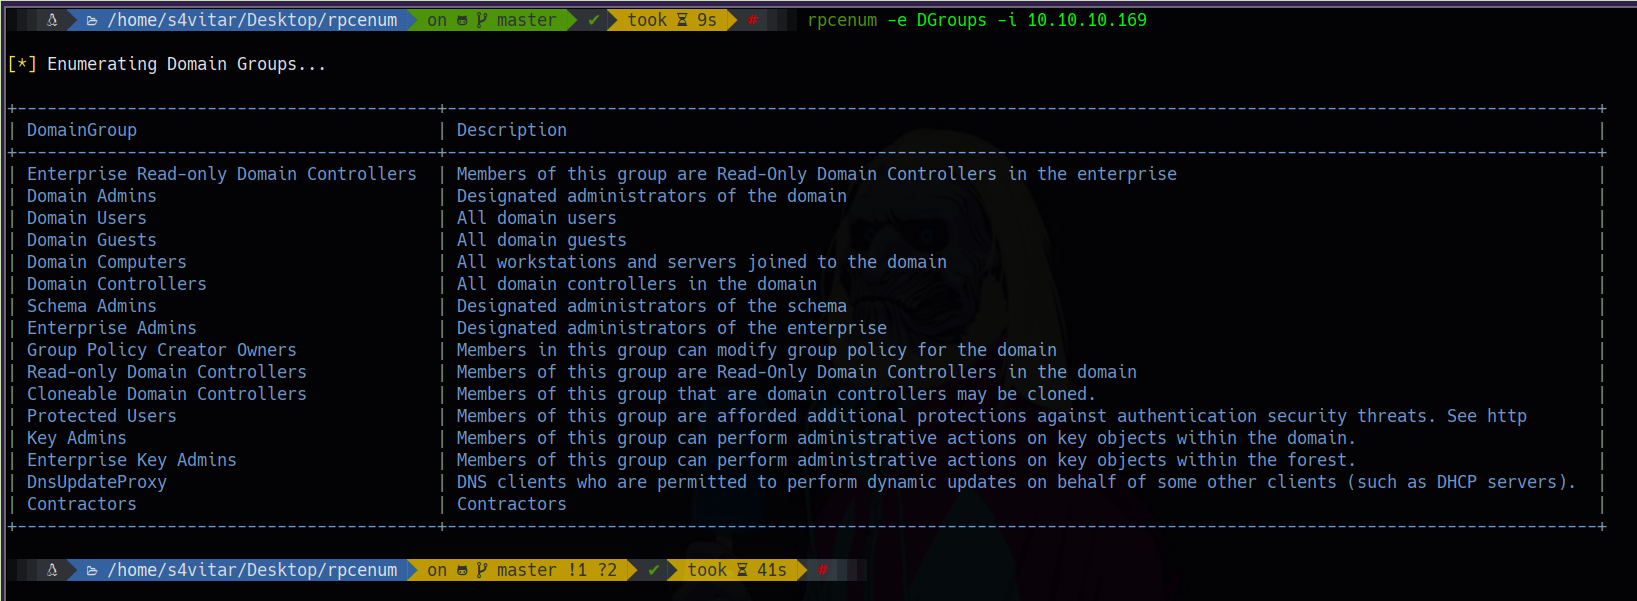 /home/s4vitar/Desktop/rpcenum on master ✔ took 9s # rpcenum -e DGroups -i 10.10.10.169
[*] Enumerating Domain Groups...
+------------------------------------------+-------------------------------------------------------------------------------------------------------------------+
| DomainGroup | Description |
+------------------------------------------+-------------------------------------------------------------------------------------------------------------------+
| Enterprise Read-only Domain Controllers | Members of this group are Read-Only Domain Controllers in the enterprise |
| Domain Admins | Designated administrators of the domain |
| Domain Users | All domain users |
| Domain Guests | All domain guests |
| Domain Computers | All workstations and servers joined to the domain |
| Domain Controllers | All domain controllers in the domain |
| Schema Admins | Designated administrators of the schema |
| Enterprise Admins | Designated administrators of the enterprise |
| Group Policy Creator Owners | Members in this group can modify group policy for the domain |
| Read-only Domain Controllers | Members of this group are Read-Only Domain Controllers in the domain |
| Cloneable Domain Controllers | Members of this group that are domain controllers may be cloned. |
| Protected Users | Members of this group are afforded additional protections against authentication security threats. See http |
| Key Admins | Members of this group can perform administrative actions on key objects within the domain. |
| Enterprise Key Admins | Members of this group can perform administrative actions on key objects within the forest. |
| DnsUpdateProxy | DNS clients who are permitted to perform dynamic updates on behalf of some other clients (such as DHCP servers). |
| Contractors | Contractors |
+------------------------------------------+-------------------------------------------------------------------------------------------------------------------+
/home/s4vitar/Desktop/rpcenum on master !1 ?2 ✔ took 41s #